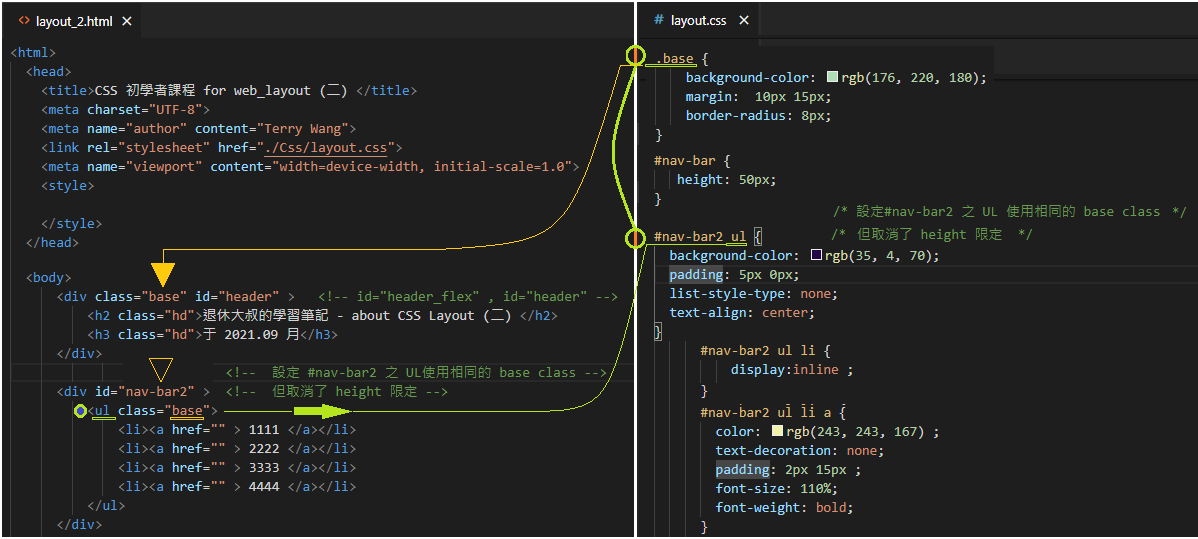 layout_2.html
<html>
<head>
<title>CSS 初學者課程 for web_layout (二) </title>
<meta charset="UTF-8">
<meta name="author" content="Terry Wang">
<link rel="stylesheet" href="./Css/layout.css">
<meta name="viewport" content="width=device-width, initial-scale=1.0">
<style>
</style>
</head>
<body>
<div class="base" id="header" > <!-- id="header_flex" , id="header" -->
<h2 class="hd">退休大叔的學習筆記 - about CSS Layout (二) </h2>
<h3 class="hd">于 2021.09 月</h3>
</div>
<!-- 設定 #nav-bar2 之 UL使用相同的 base class -->
<div id="nav-bar2" > <!-- 但取消了 height 限定 -->
<ul class="base">
<li><a href="" > 1111 </a></li>
<li><a href="" > 2222 </a></li>
<li><a href="" > 3333 </a></li>
<li><a href="" > 4444 </a></li>
</ul>
</div>
# layout.css
.base {
background-color: rgb(176, 220, 180);
margin: 10px 15px;
border-radius: 8px;
}
#nav-bar {
height: 50px;
}
/* 設定#nav-bar2 之 UL 使用相同的 base class */
#nav-bar2 ul { /* 但取消了 height 限定 */
background-color: rgb(35, 4, 70);
padding: 5px 0px;
list-style-type: none;
text-align: center;
}
#nav-bar2 ul li {
display:inline ;
}
#nav-bar2 ul li a {
color: rgb(243, 243, 167) ;
text-decoration: none;
padding: 2px 15px ;
font-size: 110%;
font-weight: bold;
}